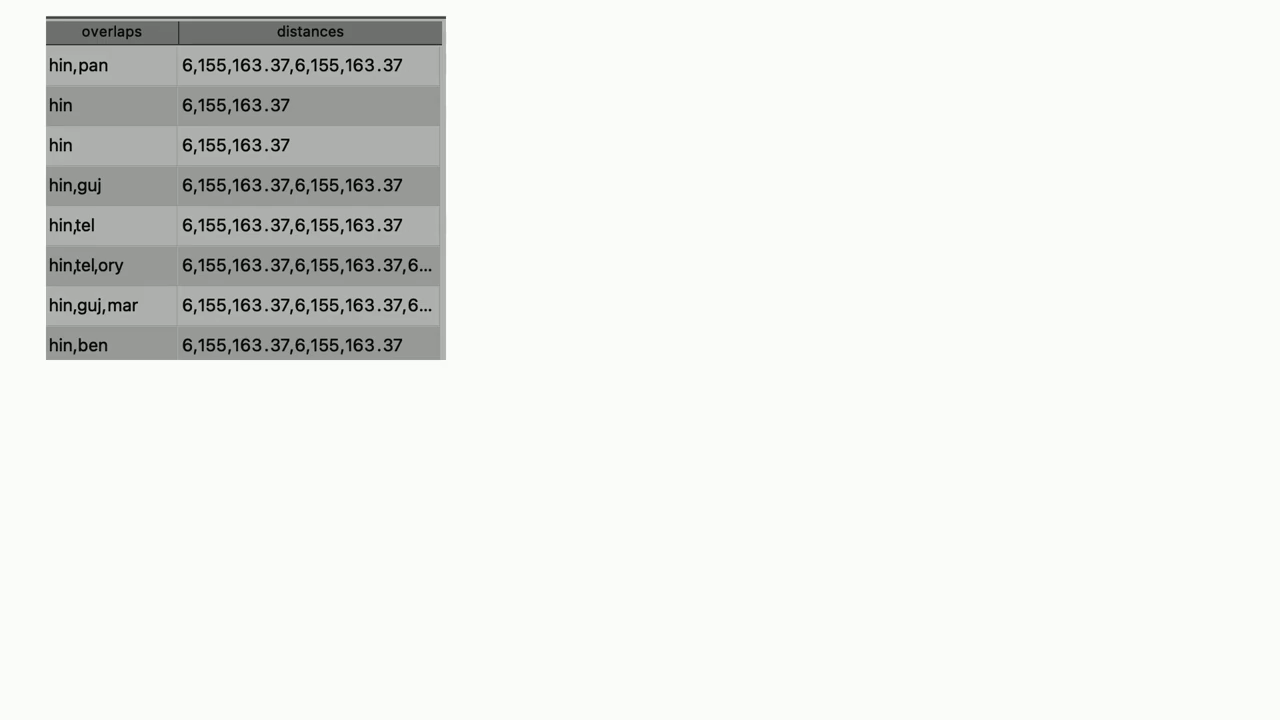 overlaps distances
hin,pan 6,155,163.37,6,155,163.37
hin 6,155,163.37
hin 6,155,163.37
hin,guj 6,155,163.37,6,155,163.37
hin,tel 6,155,163.37,6,155,163.37
hin,tel,ory 6,155,163.37,6,155,163.37,6...
hin,guj,mar 6,155,163.37,6,155,163.37,6...
hin,ben 6,155,163.37,6,155,163.37